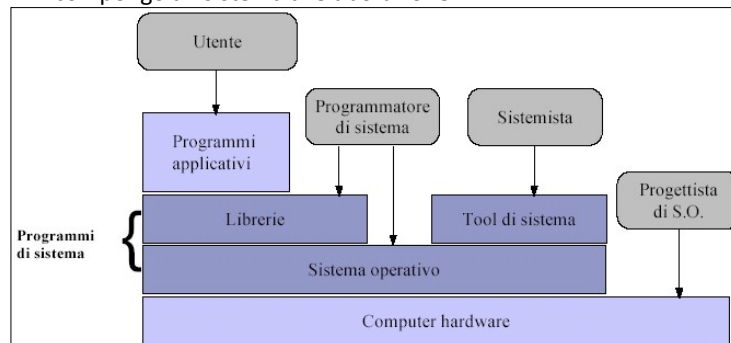 Utente
Programmatore
di sistema
Sistemista
Programmi
applicativi
Progettista
di S.O.
Librerie
Tool di sistema
Programmi
di sistema
Sistema operativo
Computer hardware